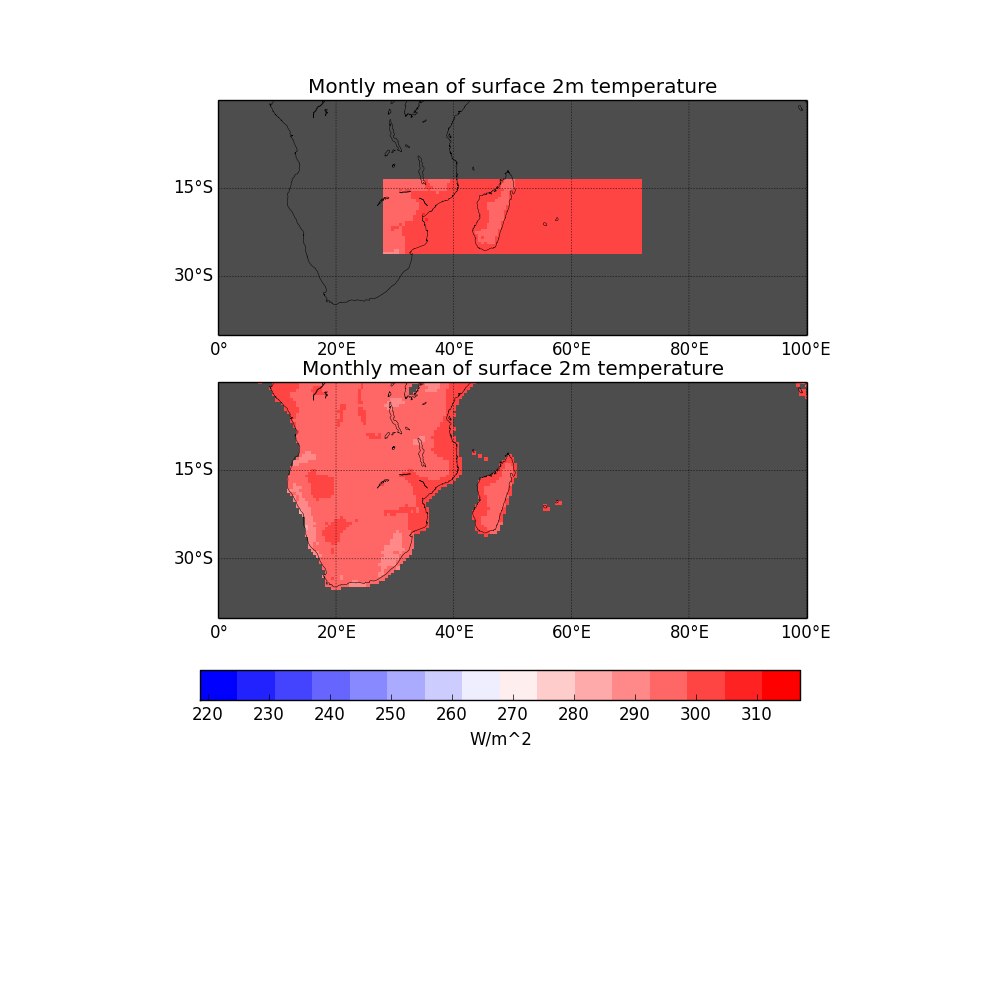 Montly mean of surface 2m temperature
15°S
30°S
0° 20°E 40°E 60°E 80°E 100°E
Monthly mean of surface 2m temperature
15°S
30°S
0° 20°E 40°E 60°E 80°E 100°E
220 230 240 250 260 270 280 290 300 310
W/m^2